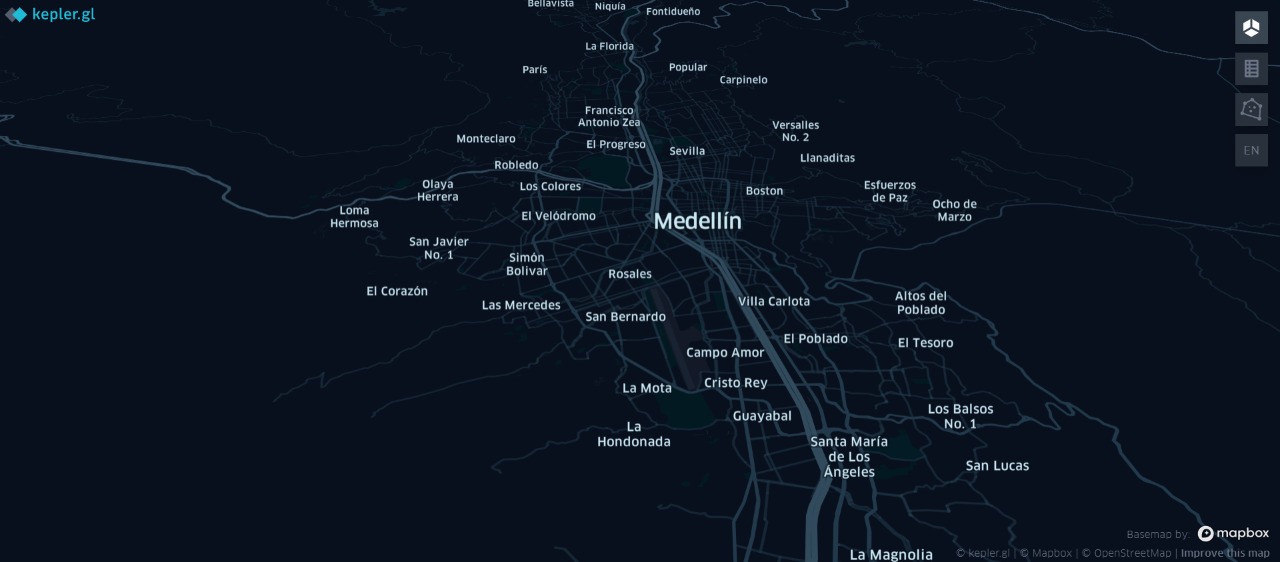 kepler.gl
Bellavista
Niquía
Fontidueño
La Florida
París
Popular
Carpinelo
Francisco
Antonio Zea
Versalles
No. 2
Monteclaro
El Progreso
Sevilla
Llanaditas
Robledo
Los Colores
Boston
Olaya
Herrera
Esfuerzos
de Paz
Ocho de
Marzo
Loma
Hermosa
El Velódromo
Medellín
San Javier
No. 1
Simón
Bolivar
Rosales
El Corazón
Las Mercedes
San Bernardo
Villa Carlota
Altos del
Poblado
El Poblado
El Tesoro
Campo Amor
La Mota
Cristo Rey
Guayabal
Los Balsos
No. 1
La
Hondonada
Santa María
de Los
Ángeles
San Lucas
La Magnolia
EN
Basemap by: mapbox
© kepler.gl | © Mapbox | © OpenStreetMap | Improve this map